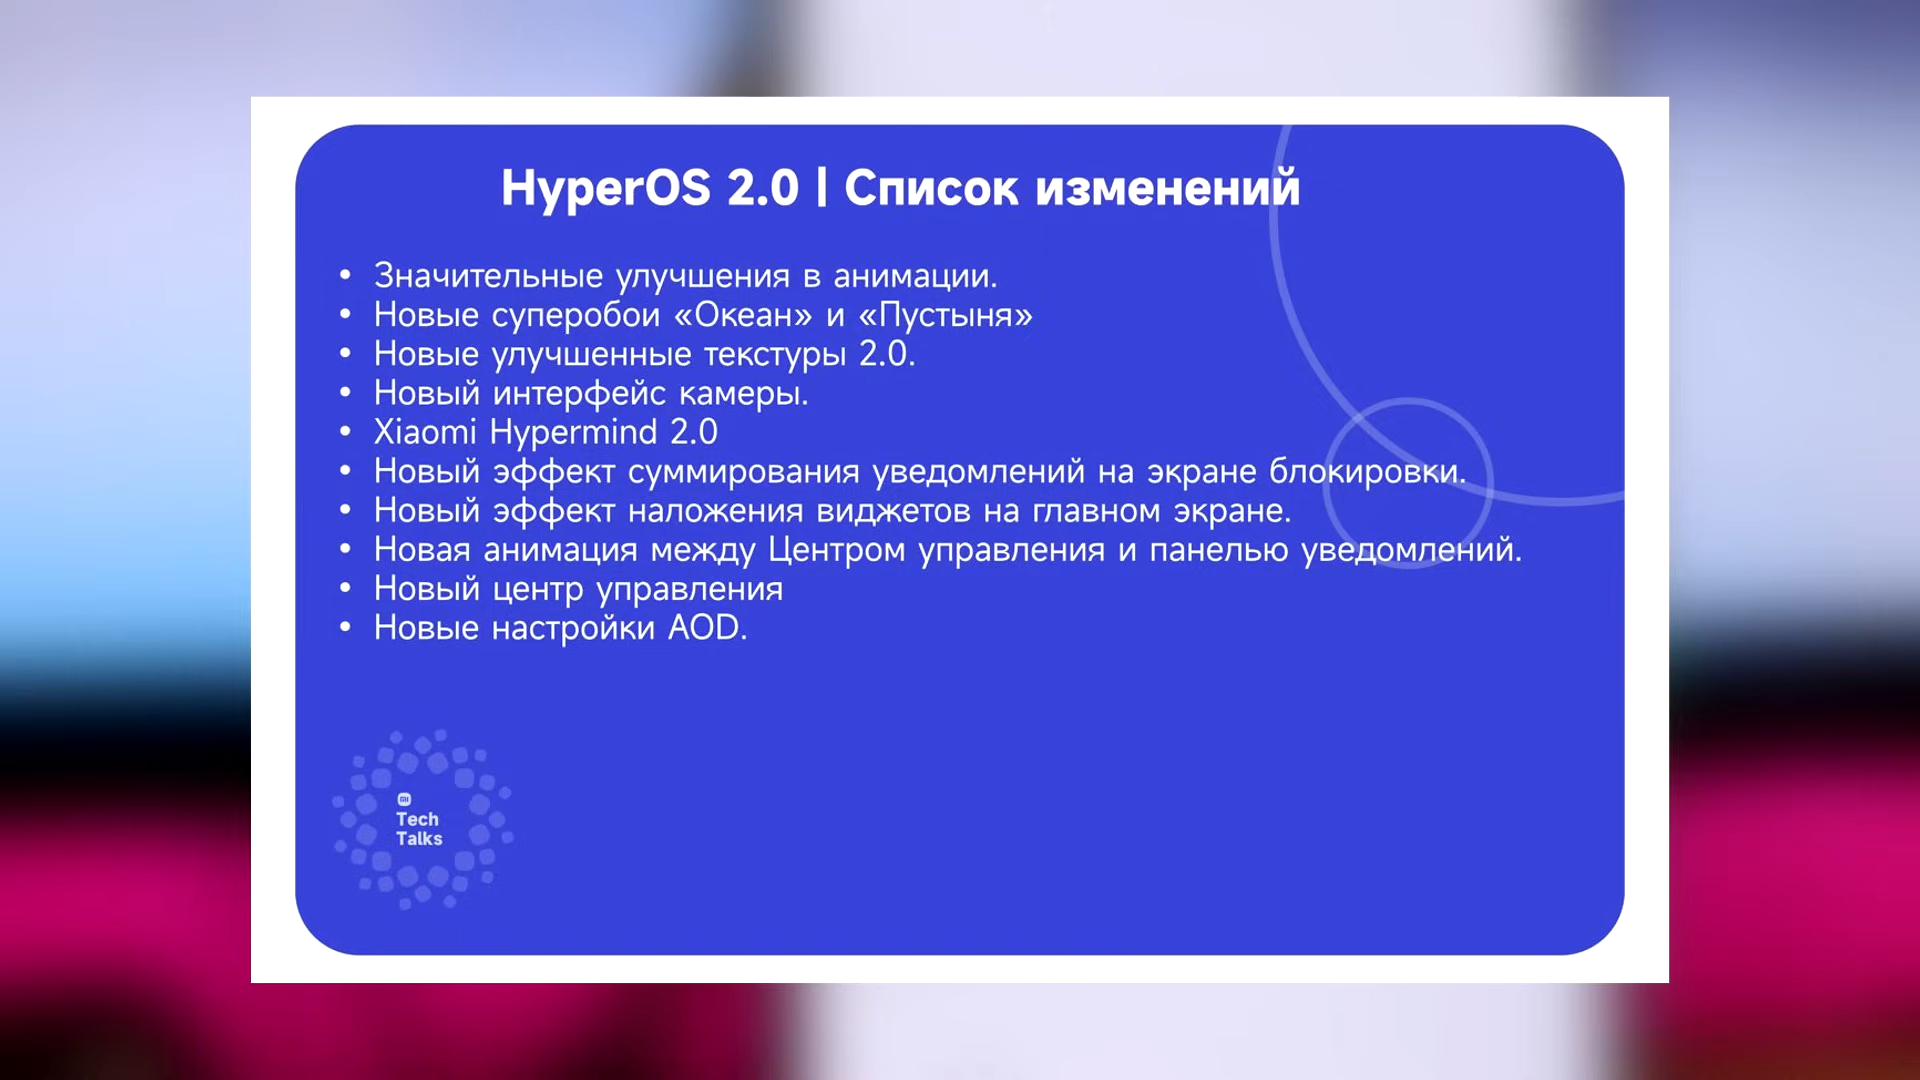 HyperOS 2.0 | Список изменений
• Значительные улучшения в анимации.
• Новые суперобои «Океан» и «Пустыня»
• Новые улучшенные текстуры 2.0.
• Новый интерфейс камеры.
• Xiaomi Hypermind 2.0
• Новый эффект суммирования уведомлений на экране блокировки.
• Новый эффект наложения виджетов на главном экране.
• Новая анимация между Центром управления и панелью уведомлений.
• Новый центр управления
• Новые настройки AOD.
mi
Tech
Talks